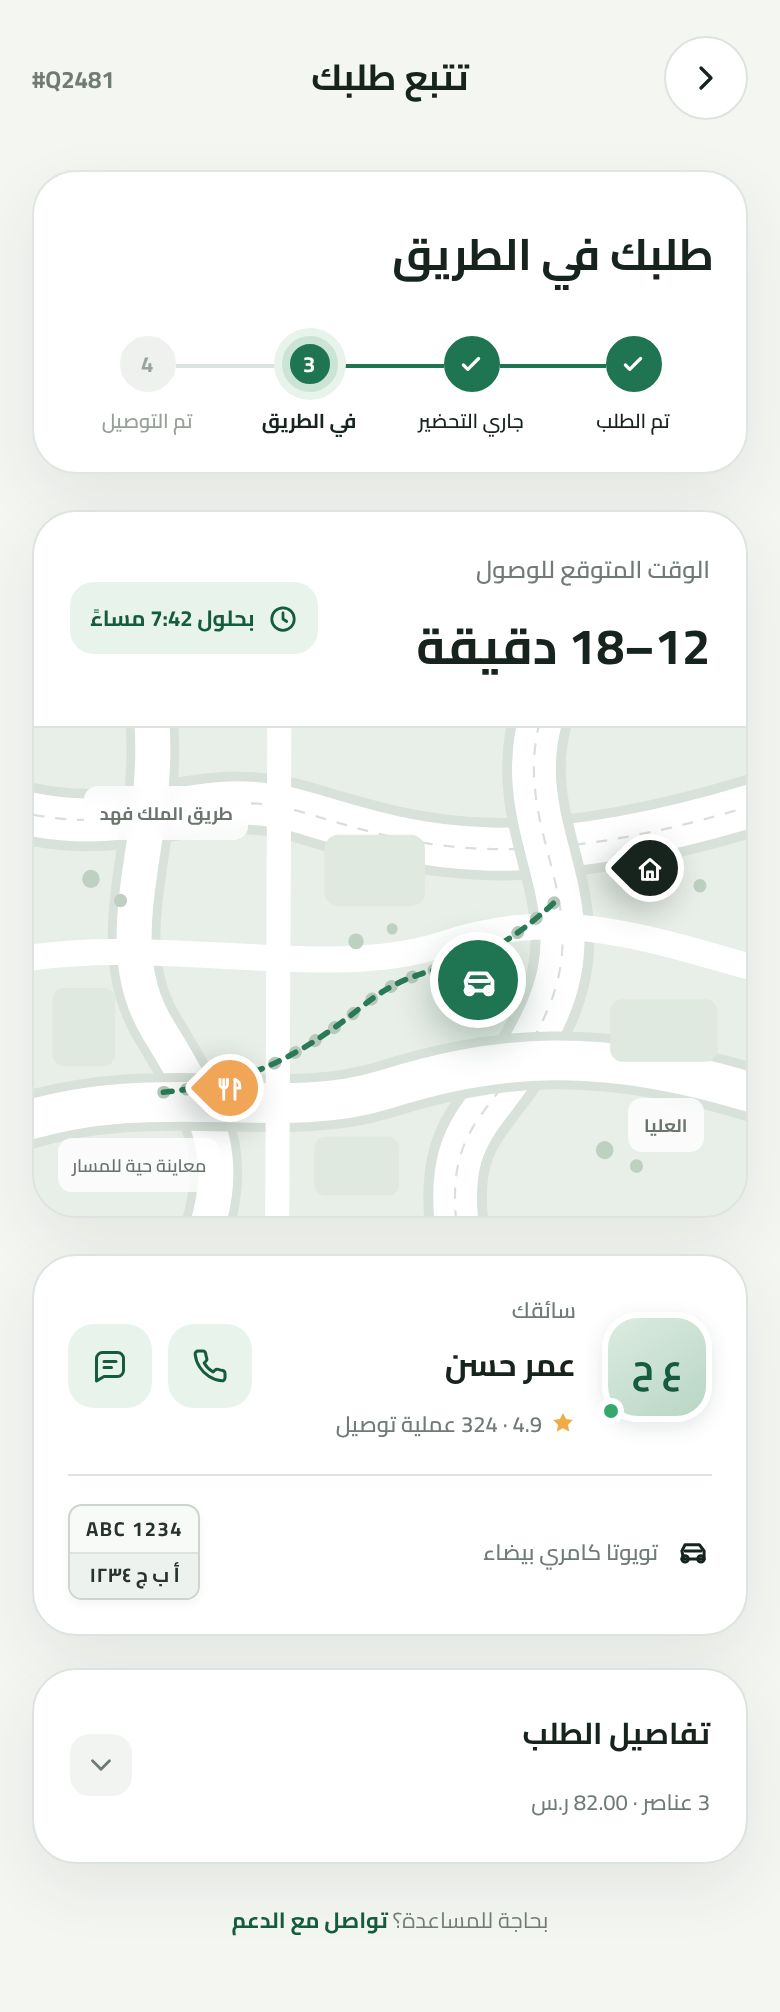 تتبع طلبك
#Q2481
طلبك في الطريق
تم الطلب
جاري التحضير
3
في الطريق
4
تم التوصيل
الوقت المتوقع للوصول
12–18 دقيقة
بحلول 7:42 مساءً
طريق الملك فهد
العليا
معاينة حية للمسار
ع ح
سائقك
عمر حسن
4.9 · 324 عملية توصيل
تويوتا كامري بيضاء
ABC 1234
أ ب ج ١٢٣٤
تفاصيل الطلب
3 عناصر · 82.00 ر.س
بحاجة للمساعدة؟ تواصل مع الدعم